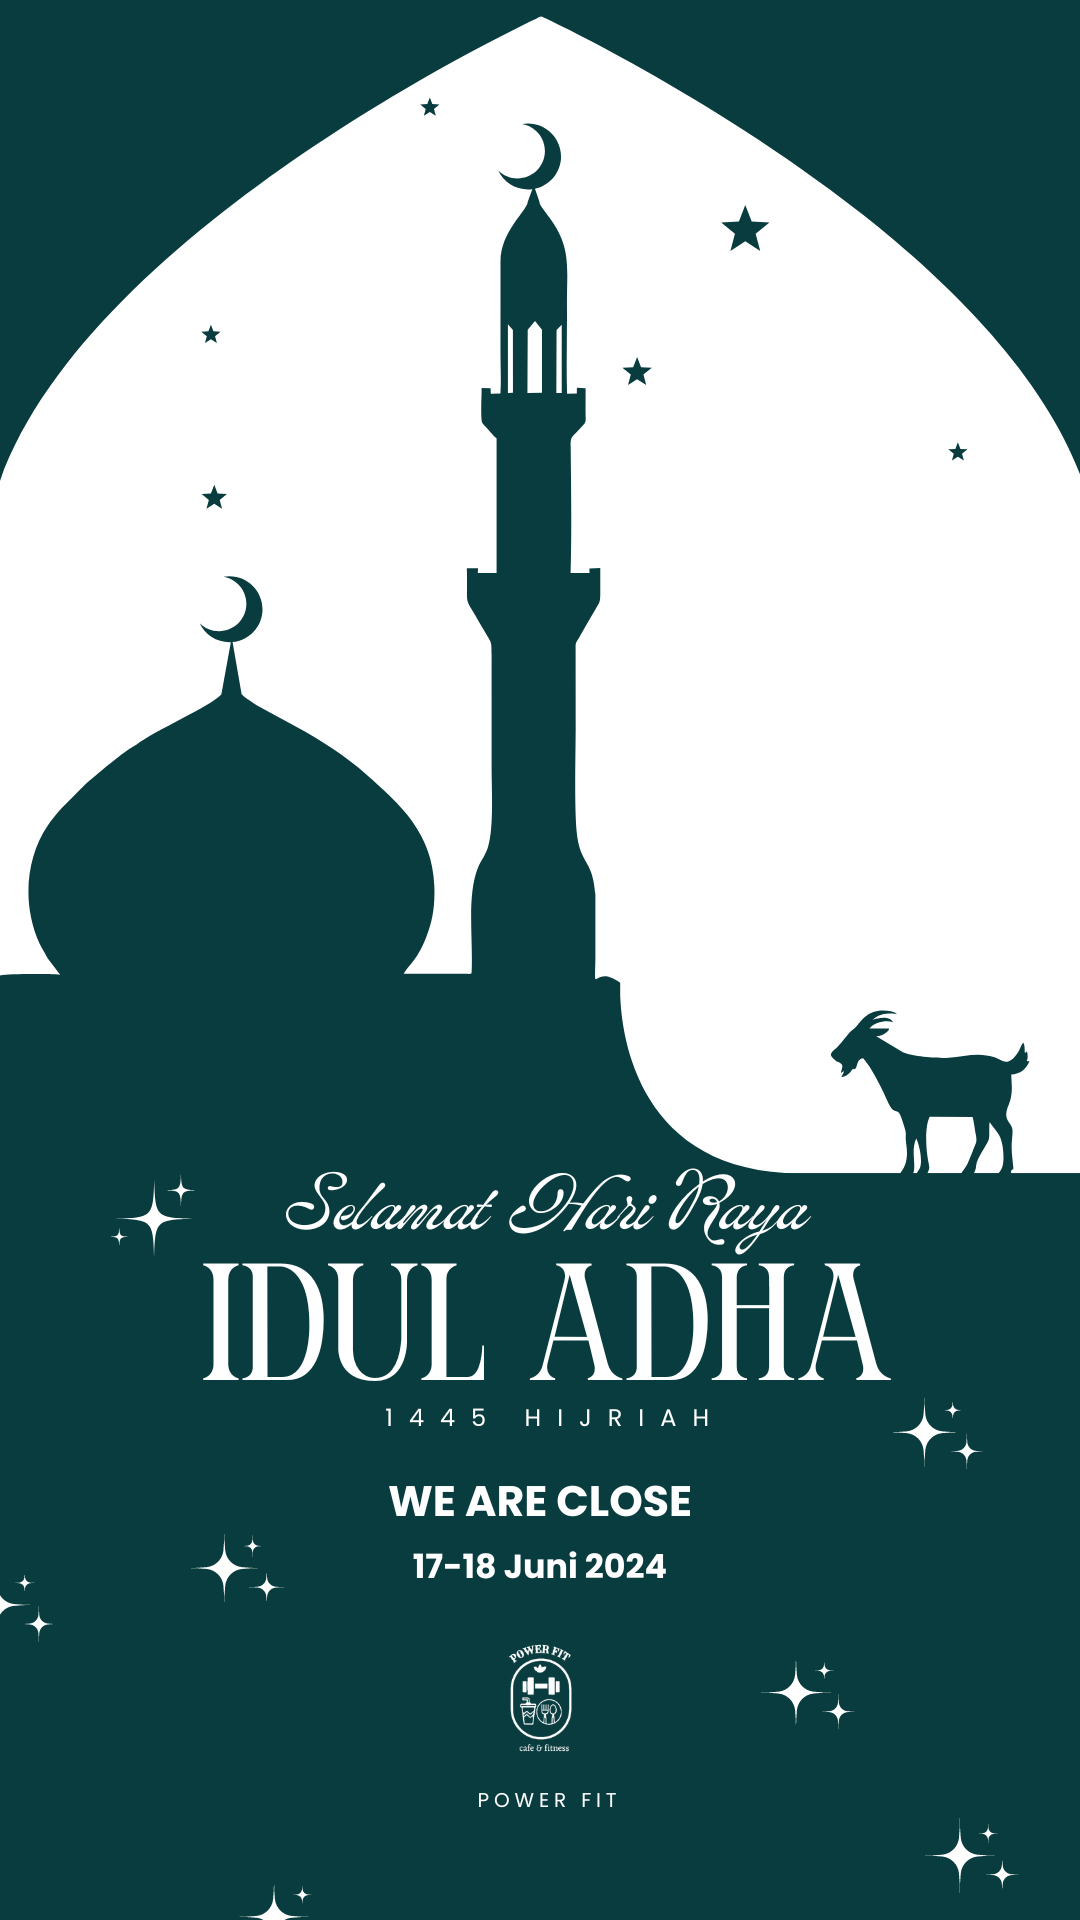 Selamat Hari Raya
IDUL ADHA
1445 HIJRIAH
WE ARE CLOSE
17-18 Juni 2024
POWER FIT
cafe & fitness
POWER FIT